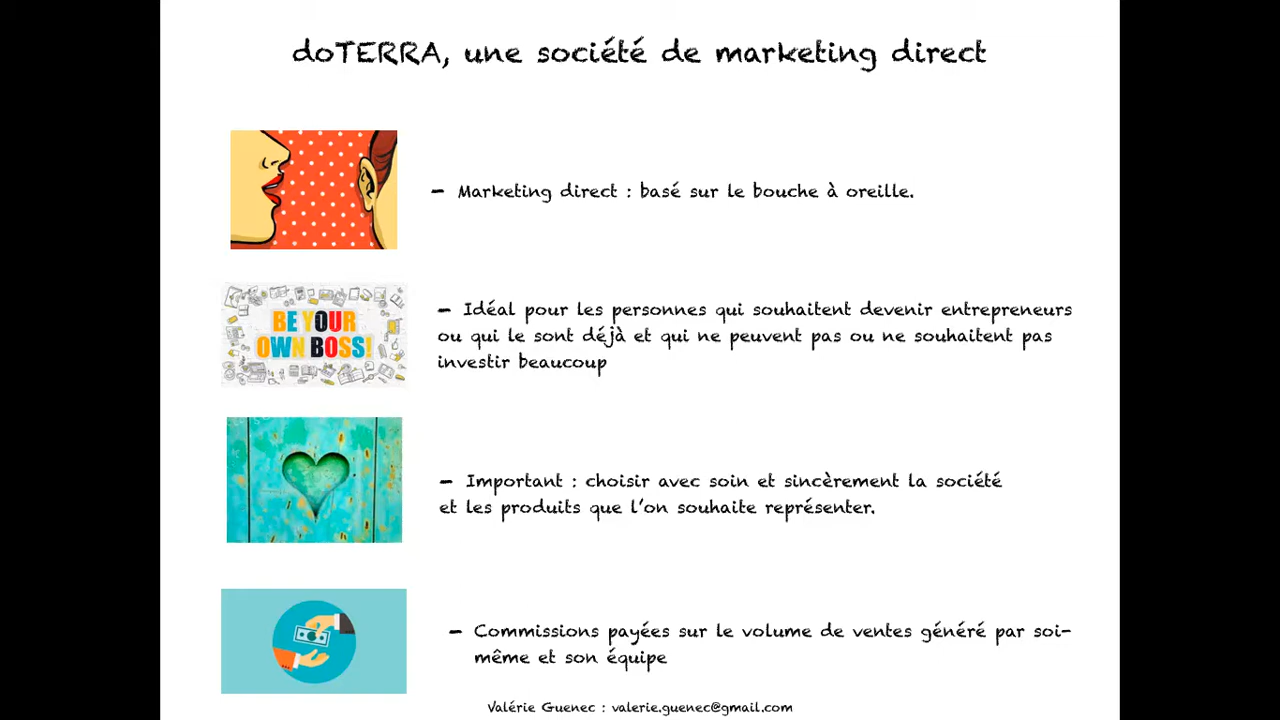 doTERRA, une société de marketing direct
- Marketing direct : basé sur le bouche à oreille.
BE YOUR
OWN BOSS!
- Idéal pour les personnes qui souhaitent devenir entrepreneurs
ou qui le sont déjà et qui ne peuvent pas ou ne souhaitent pas
investir beaucoup
- Important : choisir avec soin et sincèrement la société
et les produits que l'on souhaite représenter.
- Commissions payées sur le volume de ventes généré par soi-
même et son équipe
Valérie Guenec : valerie.guenec@gmail.com